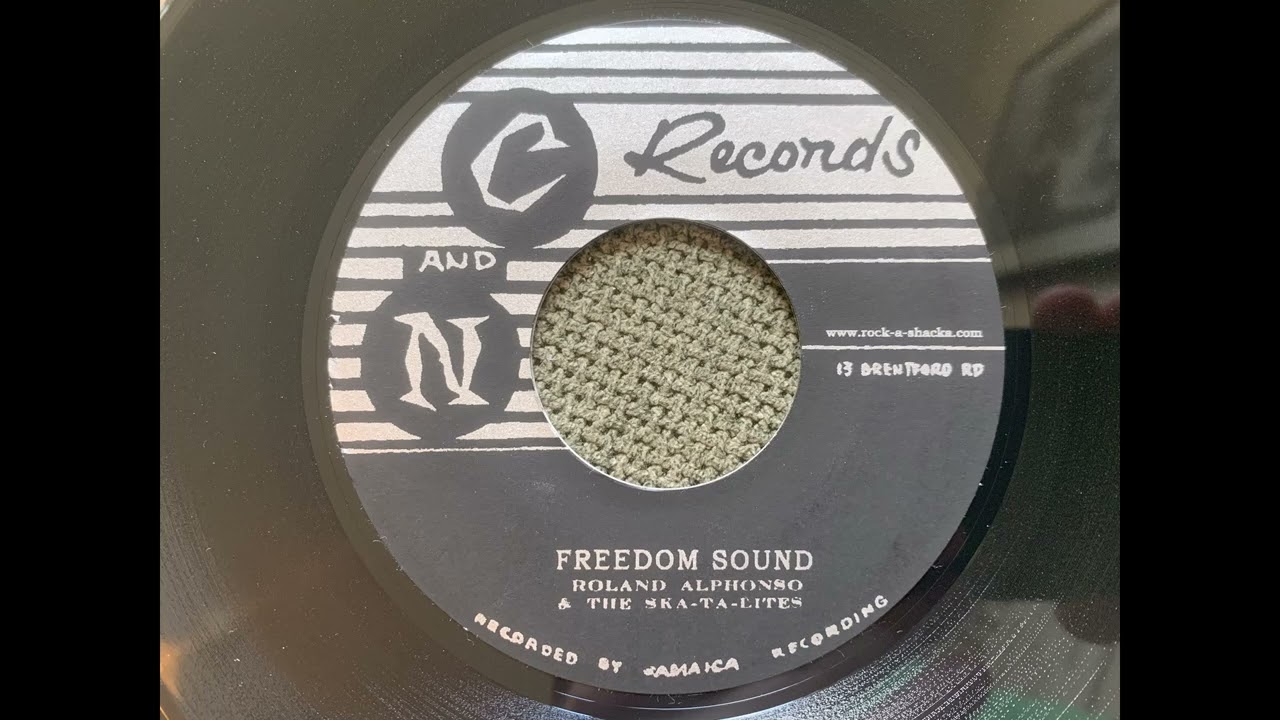 C Records
AND
N
www.rock-a-shacka.com
13 BRENTFORD RD
FREEDOM SOUND
ROLAND ALPHONSO
& THE SKA-TA-LITES
RECORDED BY JAMAICA RECORDING